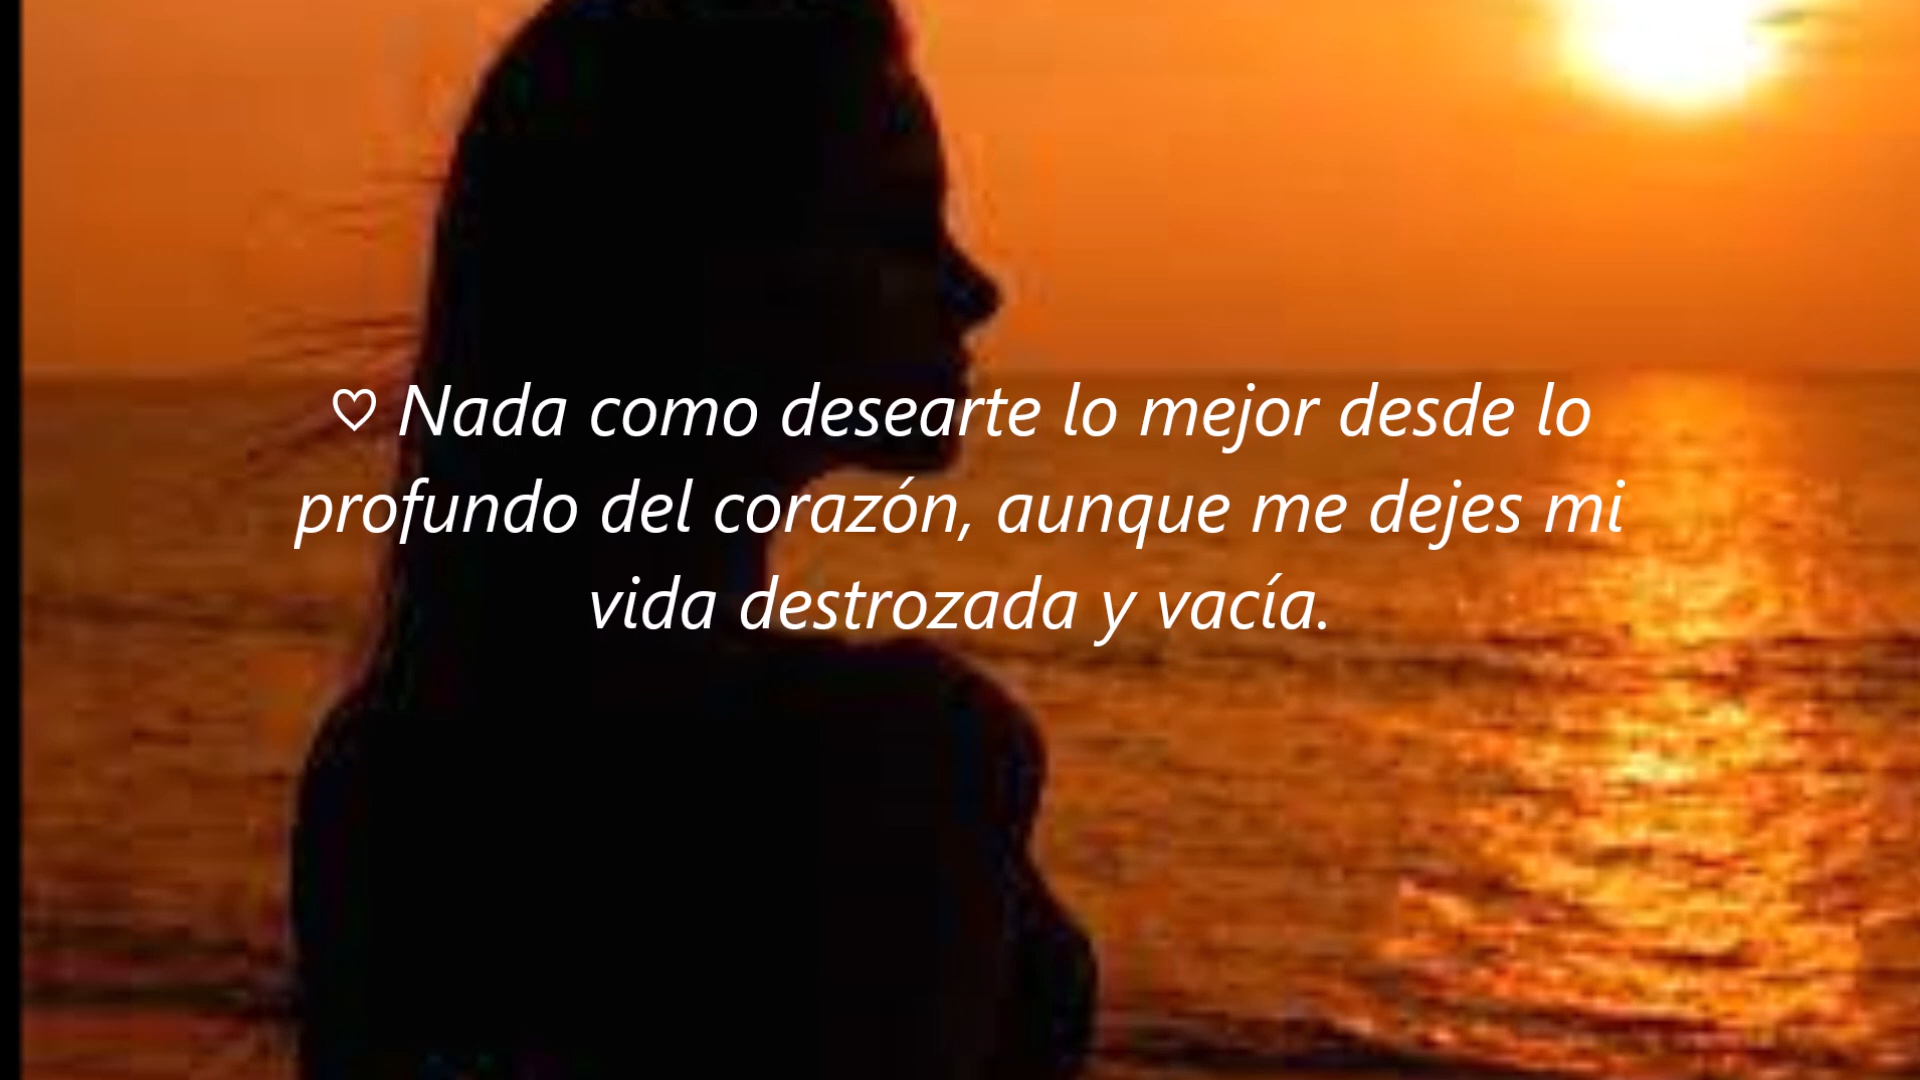 ♡ Nada como desearte lo mejor desde lo
profundo del corazón, aunque me dejes mi
vida destrozada y vacía.